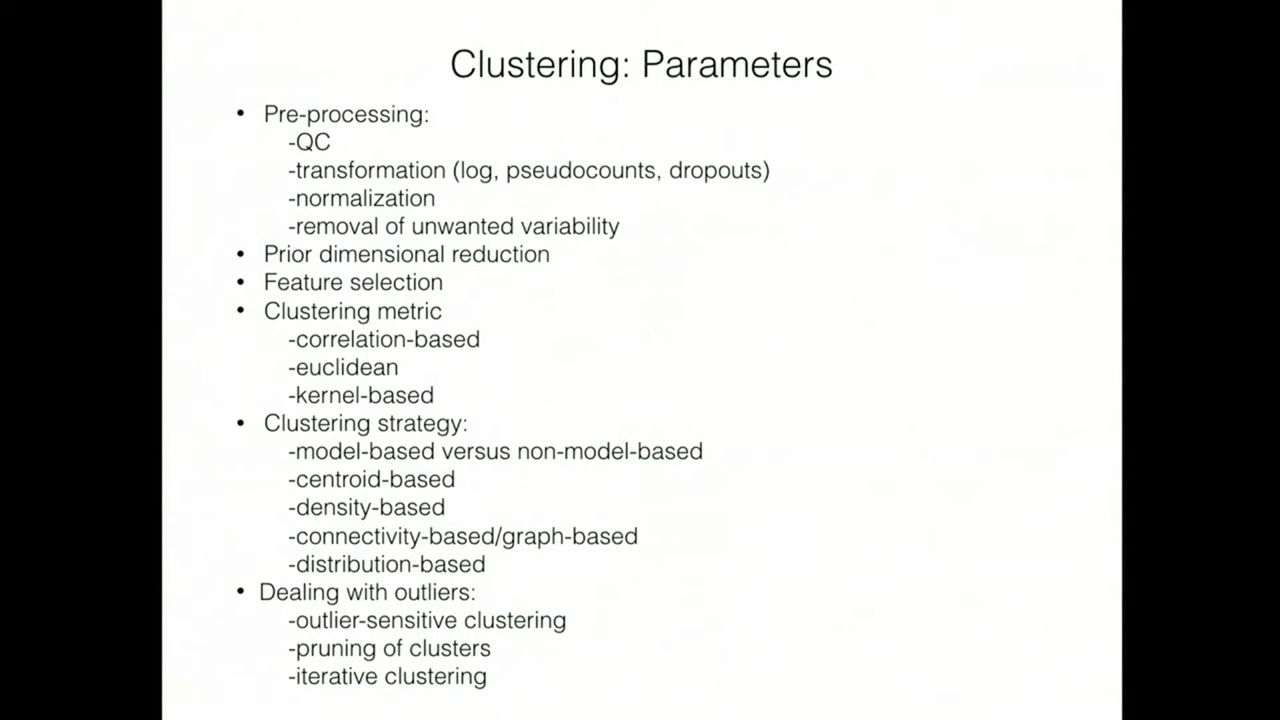 Clustering: Parameters
• Pre-processing:
-QC
-transformation (log, pseudocounts, dropouts)
-normalization
-removal of unwanted variability
• Prior dimensional reduction
• Feature selection
• Clustering metric
-correlation-based
-euclidean
-kernel-based
• Clustering strategy:
-model-based versus non-model-based
-centroid-based
-density-based
-connectivity-based/graph-based
-distribution-based
• Dealing with outliers:
-outlier-sensitive clustering
-pruning of clusters
-iterative clustering